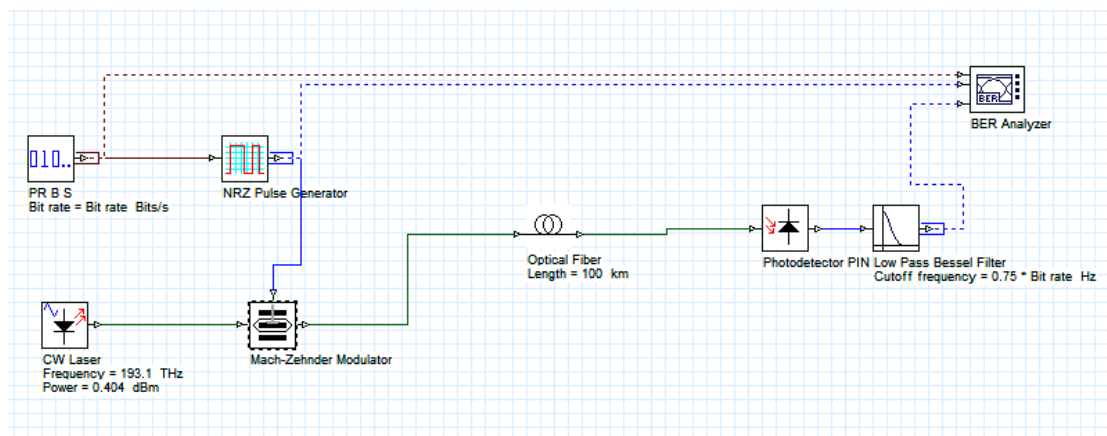 BER
BER Analyzer
010..
PR B S
Bit rate = Bit rate Bits/s
NRZ Pulse Generator
Optical Fiber
Length = 100 km
Photodetector PIN
Low Pass Bessel Filter
Cutoff frequency = 0.75 * Bit rate Hz
CW Laser
Frequency = 193.1 THz
Power = 0.404 dBm
Mach-Zehnder Modulator